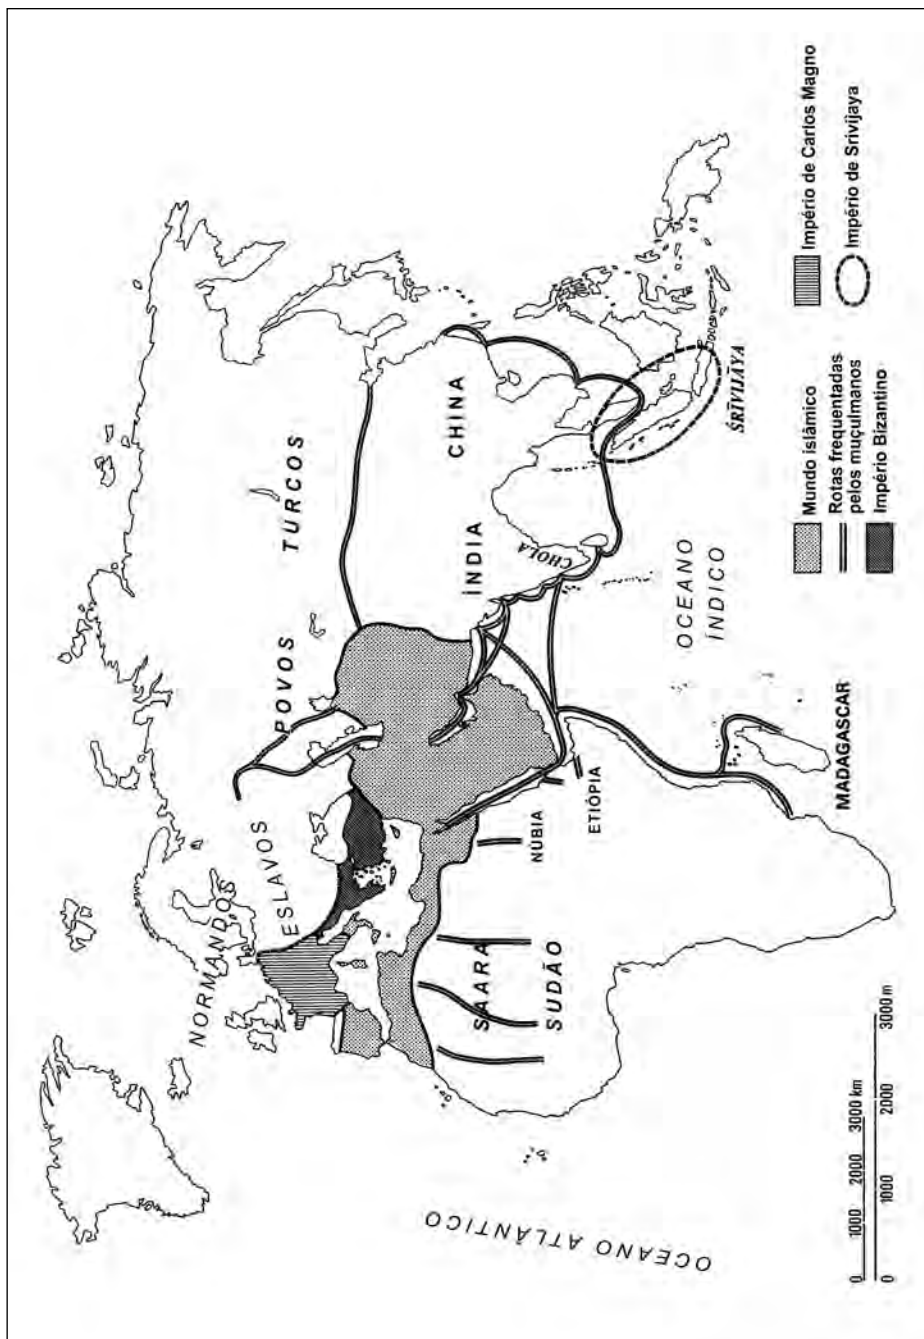 NORMANDOS
ESLAVOS
POVOS
TURCOS
CHINA
ÍNDIA
CHOLA
SAARA
SUDÃO
NÚBIA
ETIÓPIA
OCEANO ATLÂNTICO
OCEANO
ÍNDICO
ŚRĪVIJĀYA
MADAGASCAR
0 1000 2000 3000 km
0 1000 2000 3000 m
Mundo islâmico
Rotas frequentadas
pelos muçulmanos
Império Bizantino
Império de Carlos Magno
Império de Srivijaya